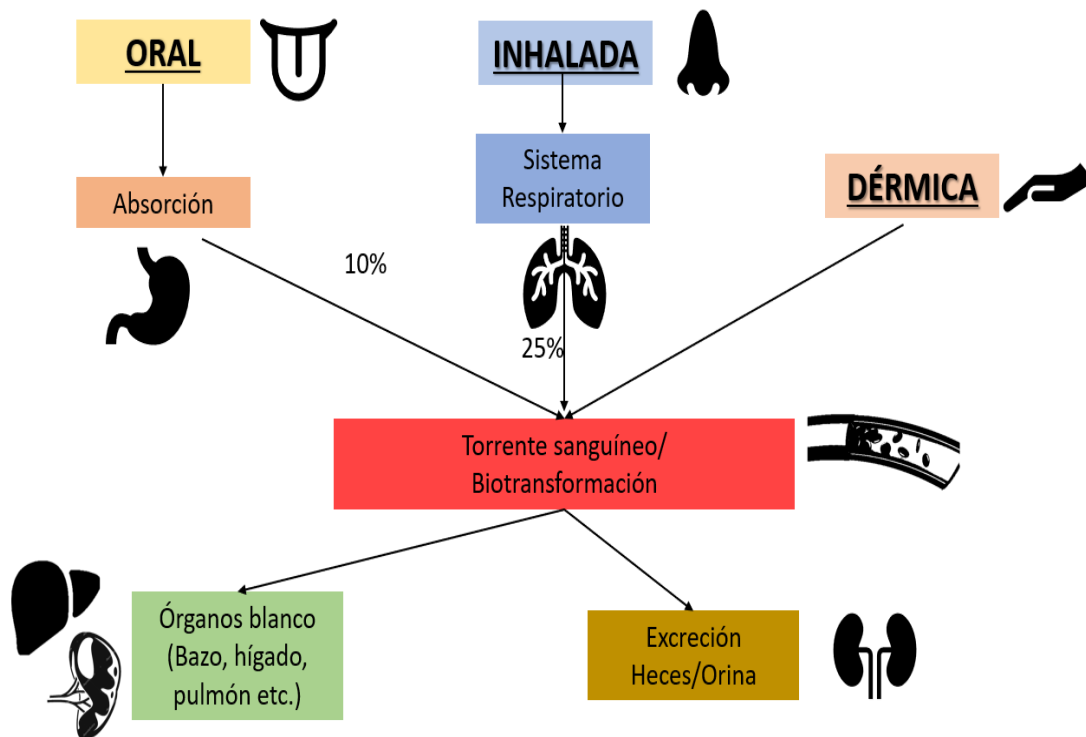 ORAL
INHALADA
Sistema
Respiratorio
DÉRMICA
Absorción
10%
25%
Torrente sanguíneo/
Biotransformación
Órganos blanco
(Bazo, hígado,
pulmón etc.)
Excreción
Heces/Orina